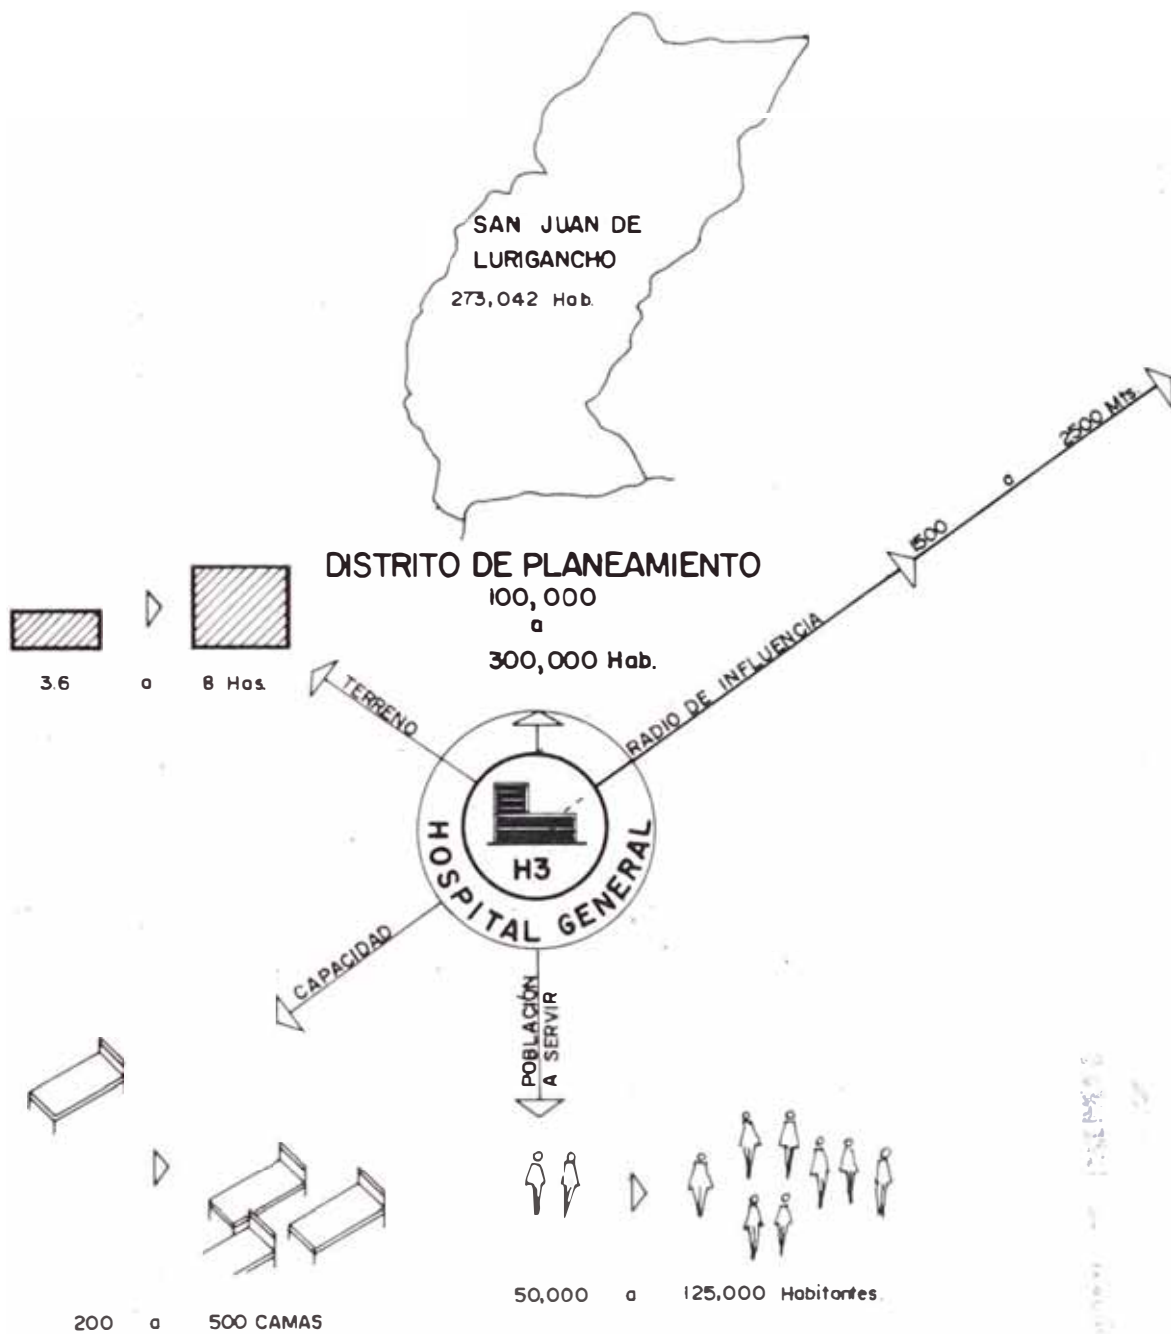 SAN JUAN DE
LURIGANCHO
273,042 Hab.
2500 Mts.
a
1500
DISTRITO DE PLANEAMIENTO
100,000
a
300,000 Hab.
RADIO DE INFLUENCIA
3.6 a 8 Has.
TERRENO
H3
HOSPITAL GENERAL
CAPACIDAD
POBLACIÓN
A SERVIR
50,000 a 125,000 Habitantes
200 a 500 CAMAS